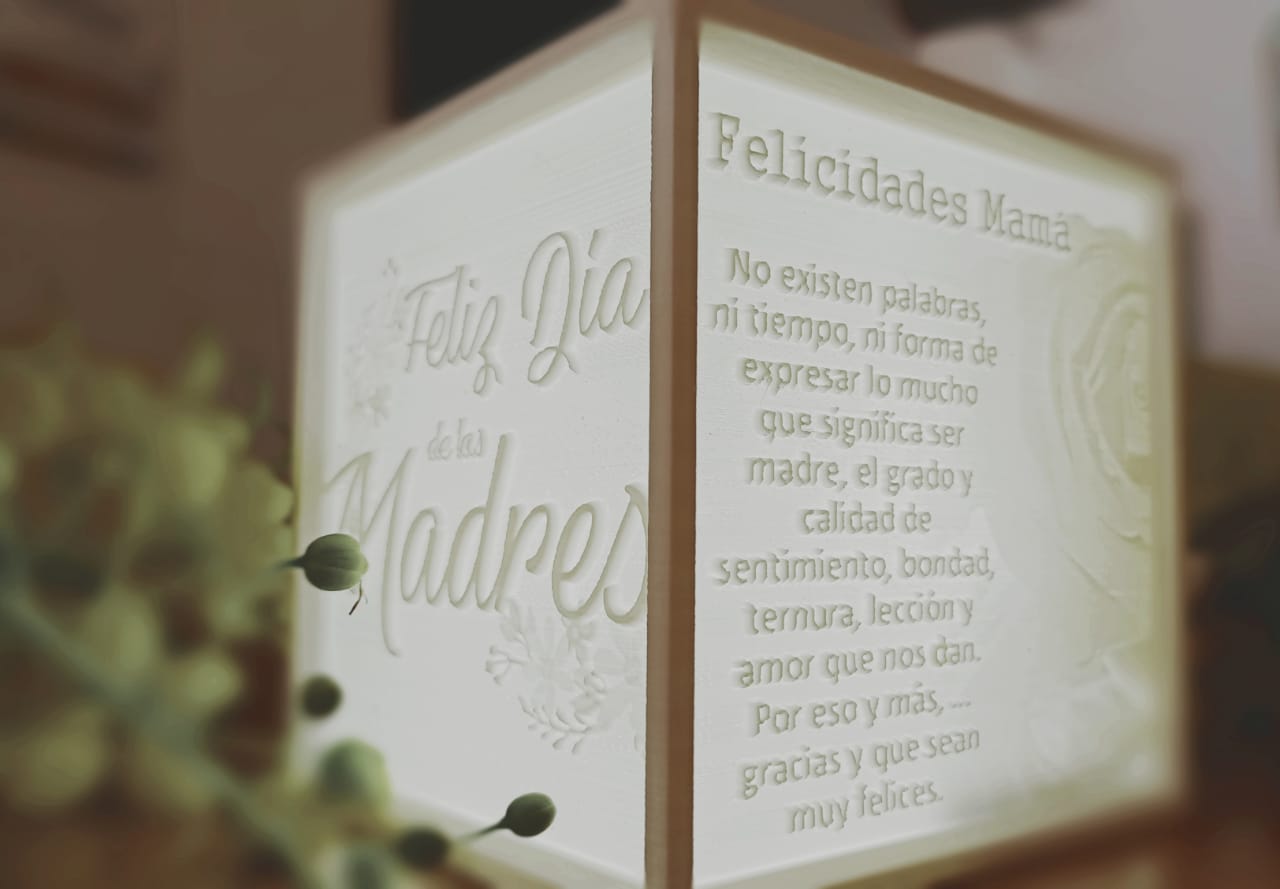 Feliz Día
de las
Madres
Felicidades Mamá
No existen palabras,
ni tiempo, ni forma de
expresar lo mucho
que significa ser
madre, el grado y
calidad de
sentimiento, bondad,
ternura, lección y
amor que nos dan.
Por eso y más, ...
gracias y que sean
muy felices.